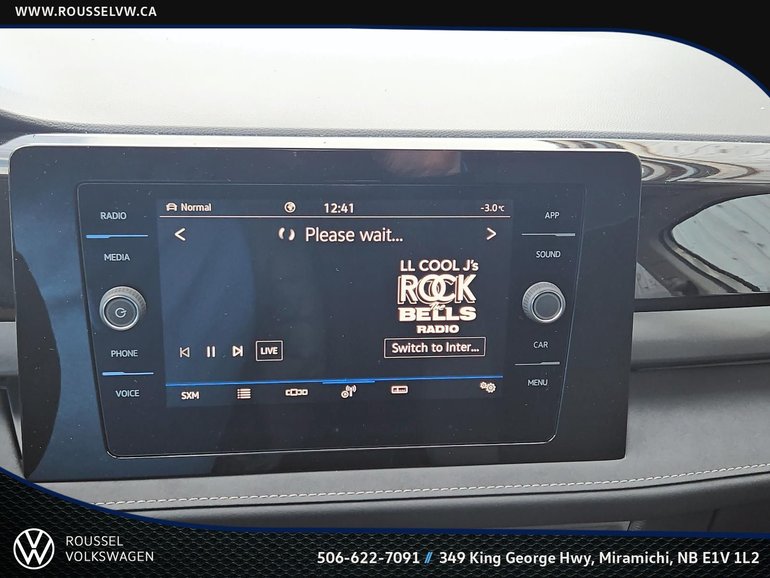 WWW.ROUSSELVW.CA
Normal 12:41 -3.0°C
RADIO
MEDIA
PHONE
VOICE
< Please wait... >
LL COOL J's
ROCK
the
BELLS
RADIO
LIVE
Switch to Inter...
SXM
APP
SOUND
CAR
MENU
ROUSSEL
VOLKSWAGEN
506-622-7091 // 349 King George Hwy, Miramichi, NB E1V 1L2